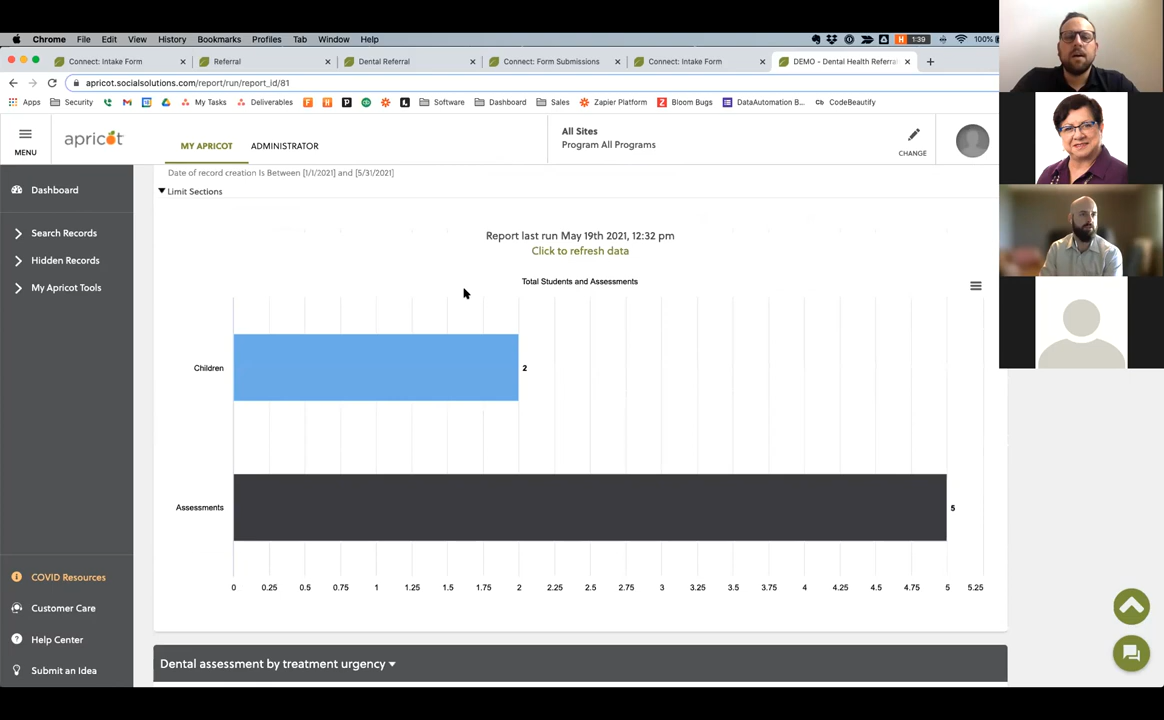 Chrome File Edit View History Bookmarks Profiles Tab Window Help H 1:39 100%
Connect: Intake Form × Referral × Dental Referral × Connect: Form Submissions × Connect: Intake Form × DEMO - Dental Health Referral × +
apricot.socialsolutions.com/report/run/report_id/81
Apps Security My Tasks Deliverables Software Dashboard Sales Zapier Platform Bloom Bugs DataAutomation B... CodeBeautify
MENU
apricot
MY APRICOT
ADMINISTRATOR
All Sites
Program All Programs
CHANGE
Dashboard
Search Records
Hidden Records
My Apricot Tools
COVID Resources
Customer Care
Help Center
Submit an Idea
Date of record creation Is Between [1/1/2021] and [5/31/2021]
Limit Sections
Report last run May 19th 2021, 12:32 pm
Click to refresh data
Total Students and Assessments
Children 2
Assessments 5
0 0.25 0.5 0.75 1 1.25 1.5 1.75 2 2.25 2.5 2.75 3 3.25 3.5 3.75 4 4.25 4.5 4.75 5 5.25
Dental assessment by treatment urgency